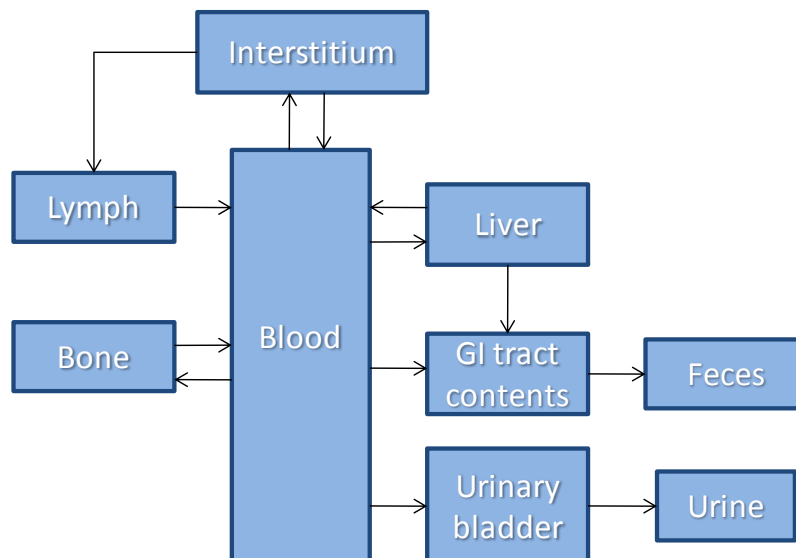 Interstitium
Lymph
Liver
Blood
Bone
GI tract
contents
Feces
Urinary
bladder
Urine